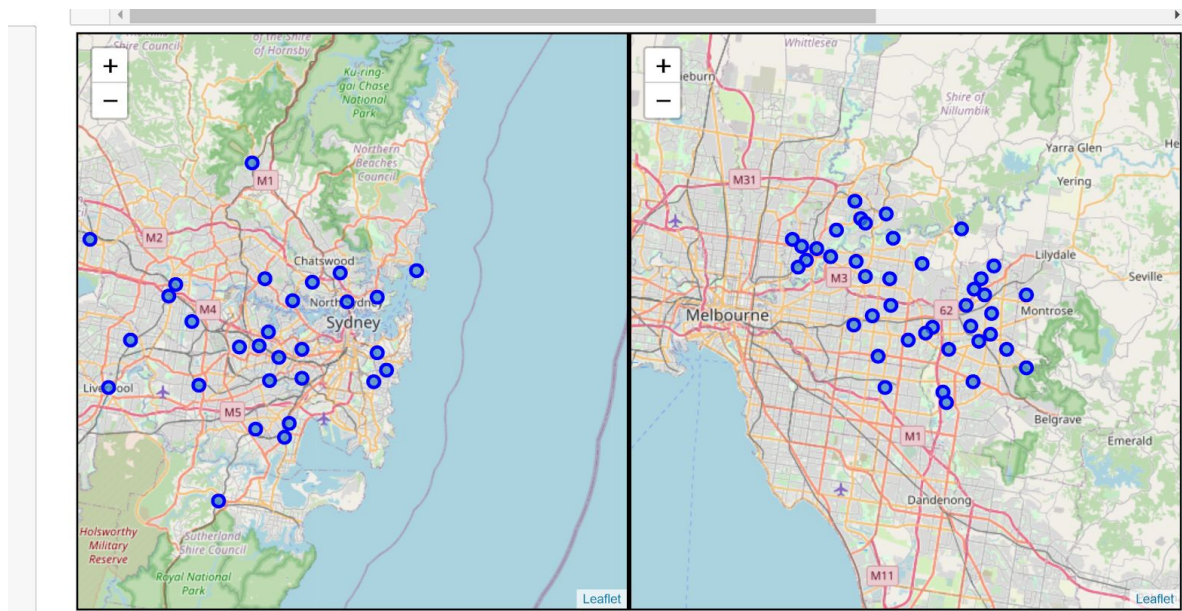 Shire Council
of the Shire
of Hornsby
+
−
Ku-ring-
gai Chase
National
Park
Northern
Beaches
Council
M1
M2
Chatswood
M4
North Sydney
Sydney
Liverpool
M5
Holsworthy
Military
Reserve
Sutherland
Shire Council
Royal National
Park
Leaflet
Whittlesea
+
−
Shire of
Nillumbik
Yarra Glen
M31
Yering
Lilydale
M3
Seville
62
Melbourne
Montrose
Belgrave
M1
Emerald
Dandenong
M11
Leaflet